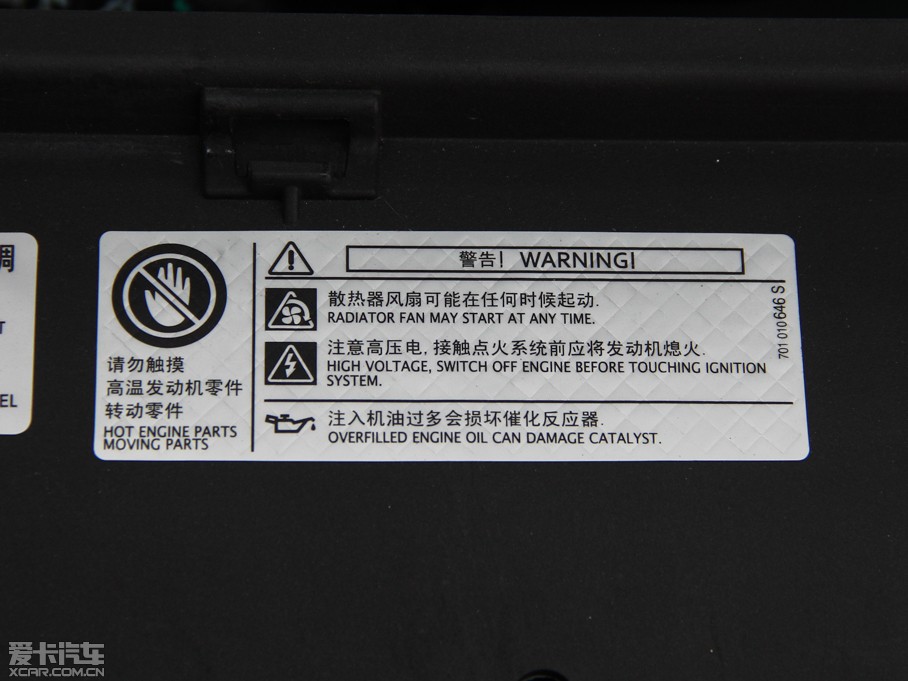 调
T
EL
请勿触摸
高温发动机零件
转动零件
HOT ENGINE PARTS
MOVING PARTS
警告! WARNING!
散热器风扇可能在任何时候起动.
RADIATOR FAN MAY START AT ANY TIME.
注意高压电, 接触点火系统前应将发动机熄火.
HIGH VOLTAGE, SWITCH OFF ENGINE BEFORE TOUCHING IGNITION
SYSTEM.
注入机油过多会损坏催化反应器.
OVERFILLED ENGINE OIL CAN DAMAGE CATALYST.
701 010 646 S
爱卡汽车
XCAR.COM.CN